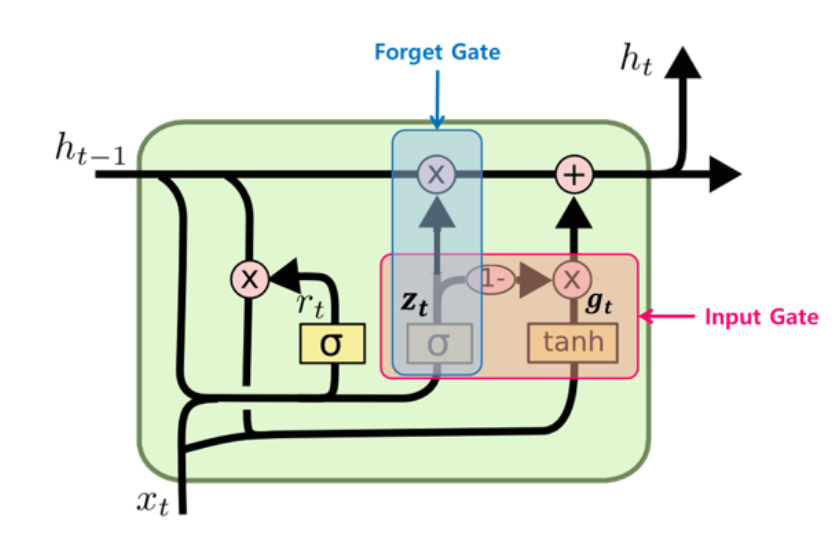 Forget Gate
h_t
h_{t-1}
x
+
x
r_t
z_t
1-
x
g_t
σ
σ
tanh
Input Gate
x_t